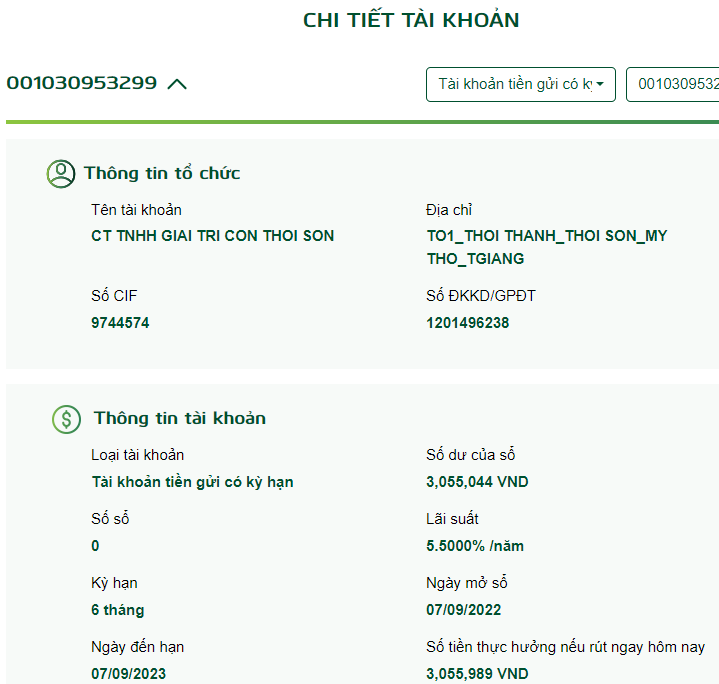 CHI TIẾT TÀI KHOẢN
001030953299
Tài khoản tiền gửi có k
0010309532
Thông tin tổ chức
Tên tài khoản
CT TNHH GIAI TRI CON THOI SON
Địa chỉ
TO1_THOI THANH_THOI SON_MY
THO_TGIANG
Số CIF
9744574
Số ĐKKD/GPĐT
1201496238
Thông tin tài khoản
Loại tài khoản
Tài khoản tiền gửi có kỳ hạn
Số dư của sổ
3,055,044 VND
Số sổ
0
Lãi suất
5.5000% /năm
Kỳ hạn
6 tháng
Ngày mở sổ
07/09/2022
Ngày đến hạn
07/09/2023
Số tiền thực hưởng nếu rút ngay hôm nay
3,055,989 VND